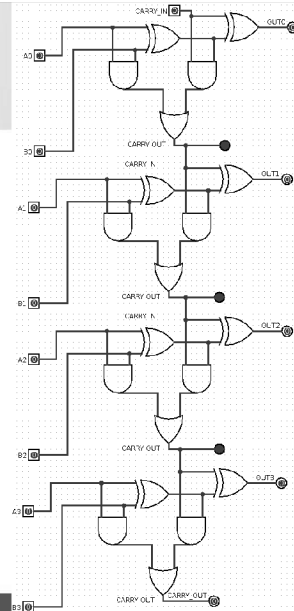 CARRY_IN
OUT0
A0
B0
CARRY OUT
CARRY IN
OUT1
A1
B1
CARRY OUT
CARRY IN
OUT2
A2
B2
CARRY OUT
OUT3
A3
CARRY OUT
CARRY_OUT
B3